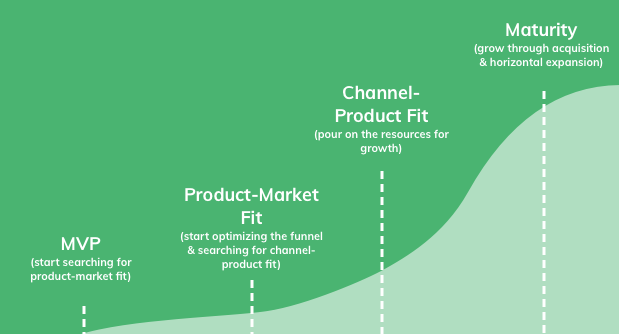 Maturity
(grow through acquisition
& horizontal expansion)
Channel-
Product Fit
(pour on the resources for
growth)
Product-Market
Fit
(start optimizing the funnel
& searching for channel-
product fit)
MVP
(start searching for
product-market fit)